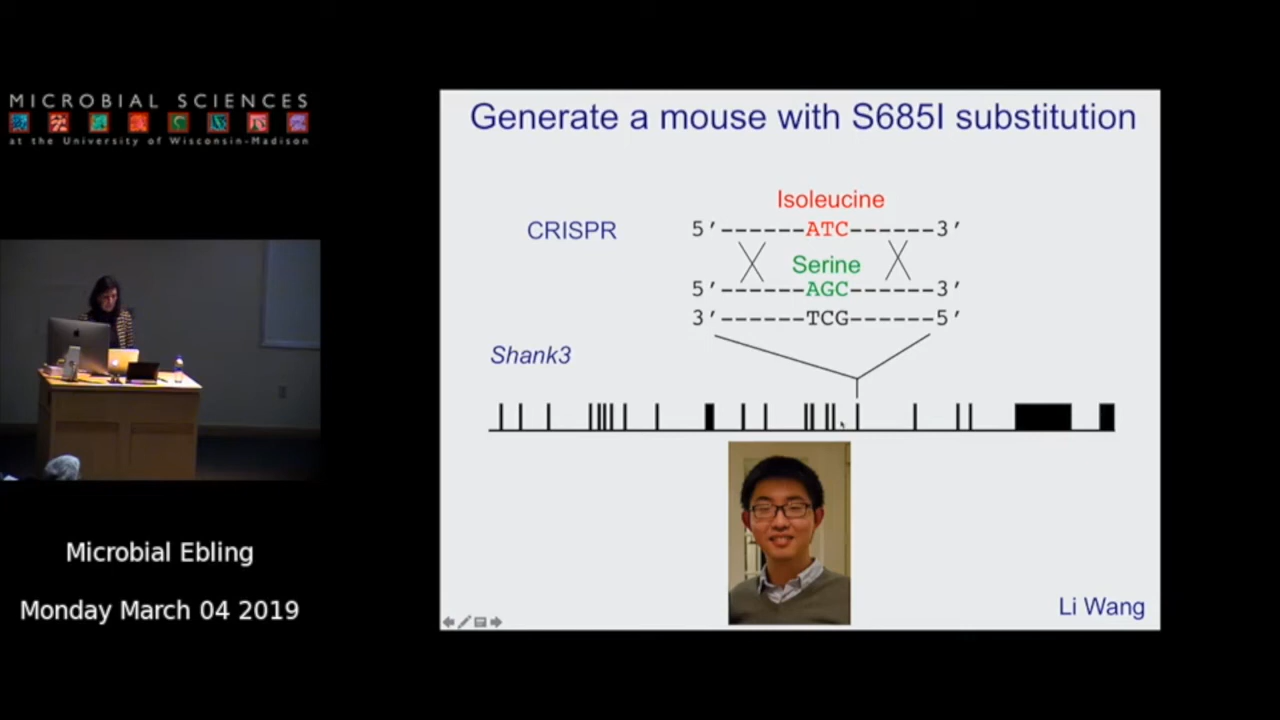 MICROBIAL SCIENCES
at the University of Wisconsin-Madison
Microbial Ebling
Monday March 04 2019
Generate a mouse with S685I substitution
Isoleucine
CRISPR
5’------ATC------3’
Serine
5’------AGC------3’
3’------TCG------5’
Shank3
Li Wang